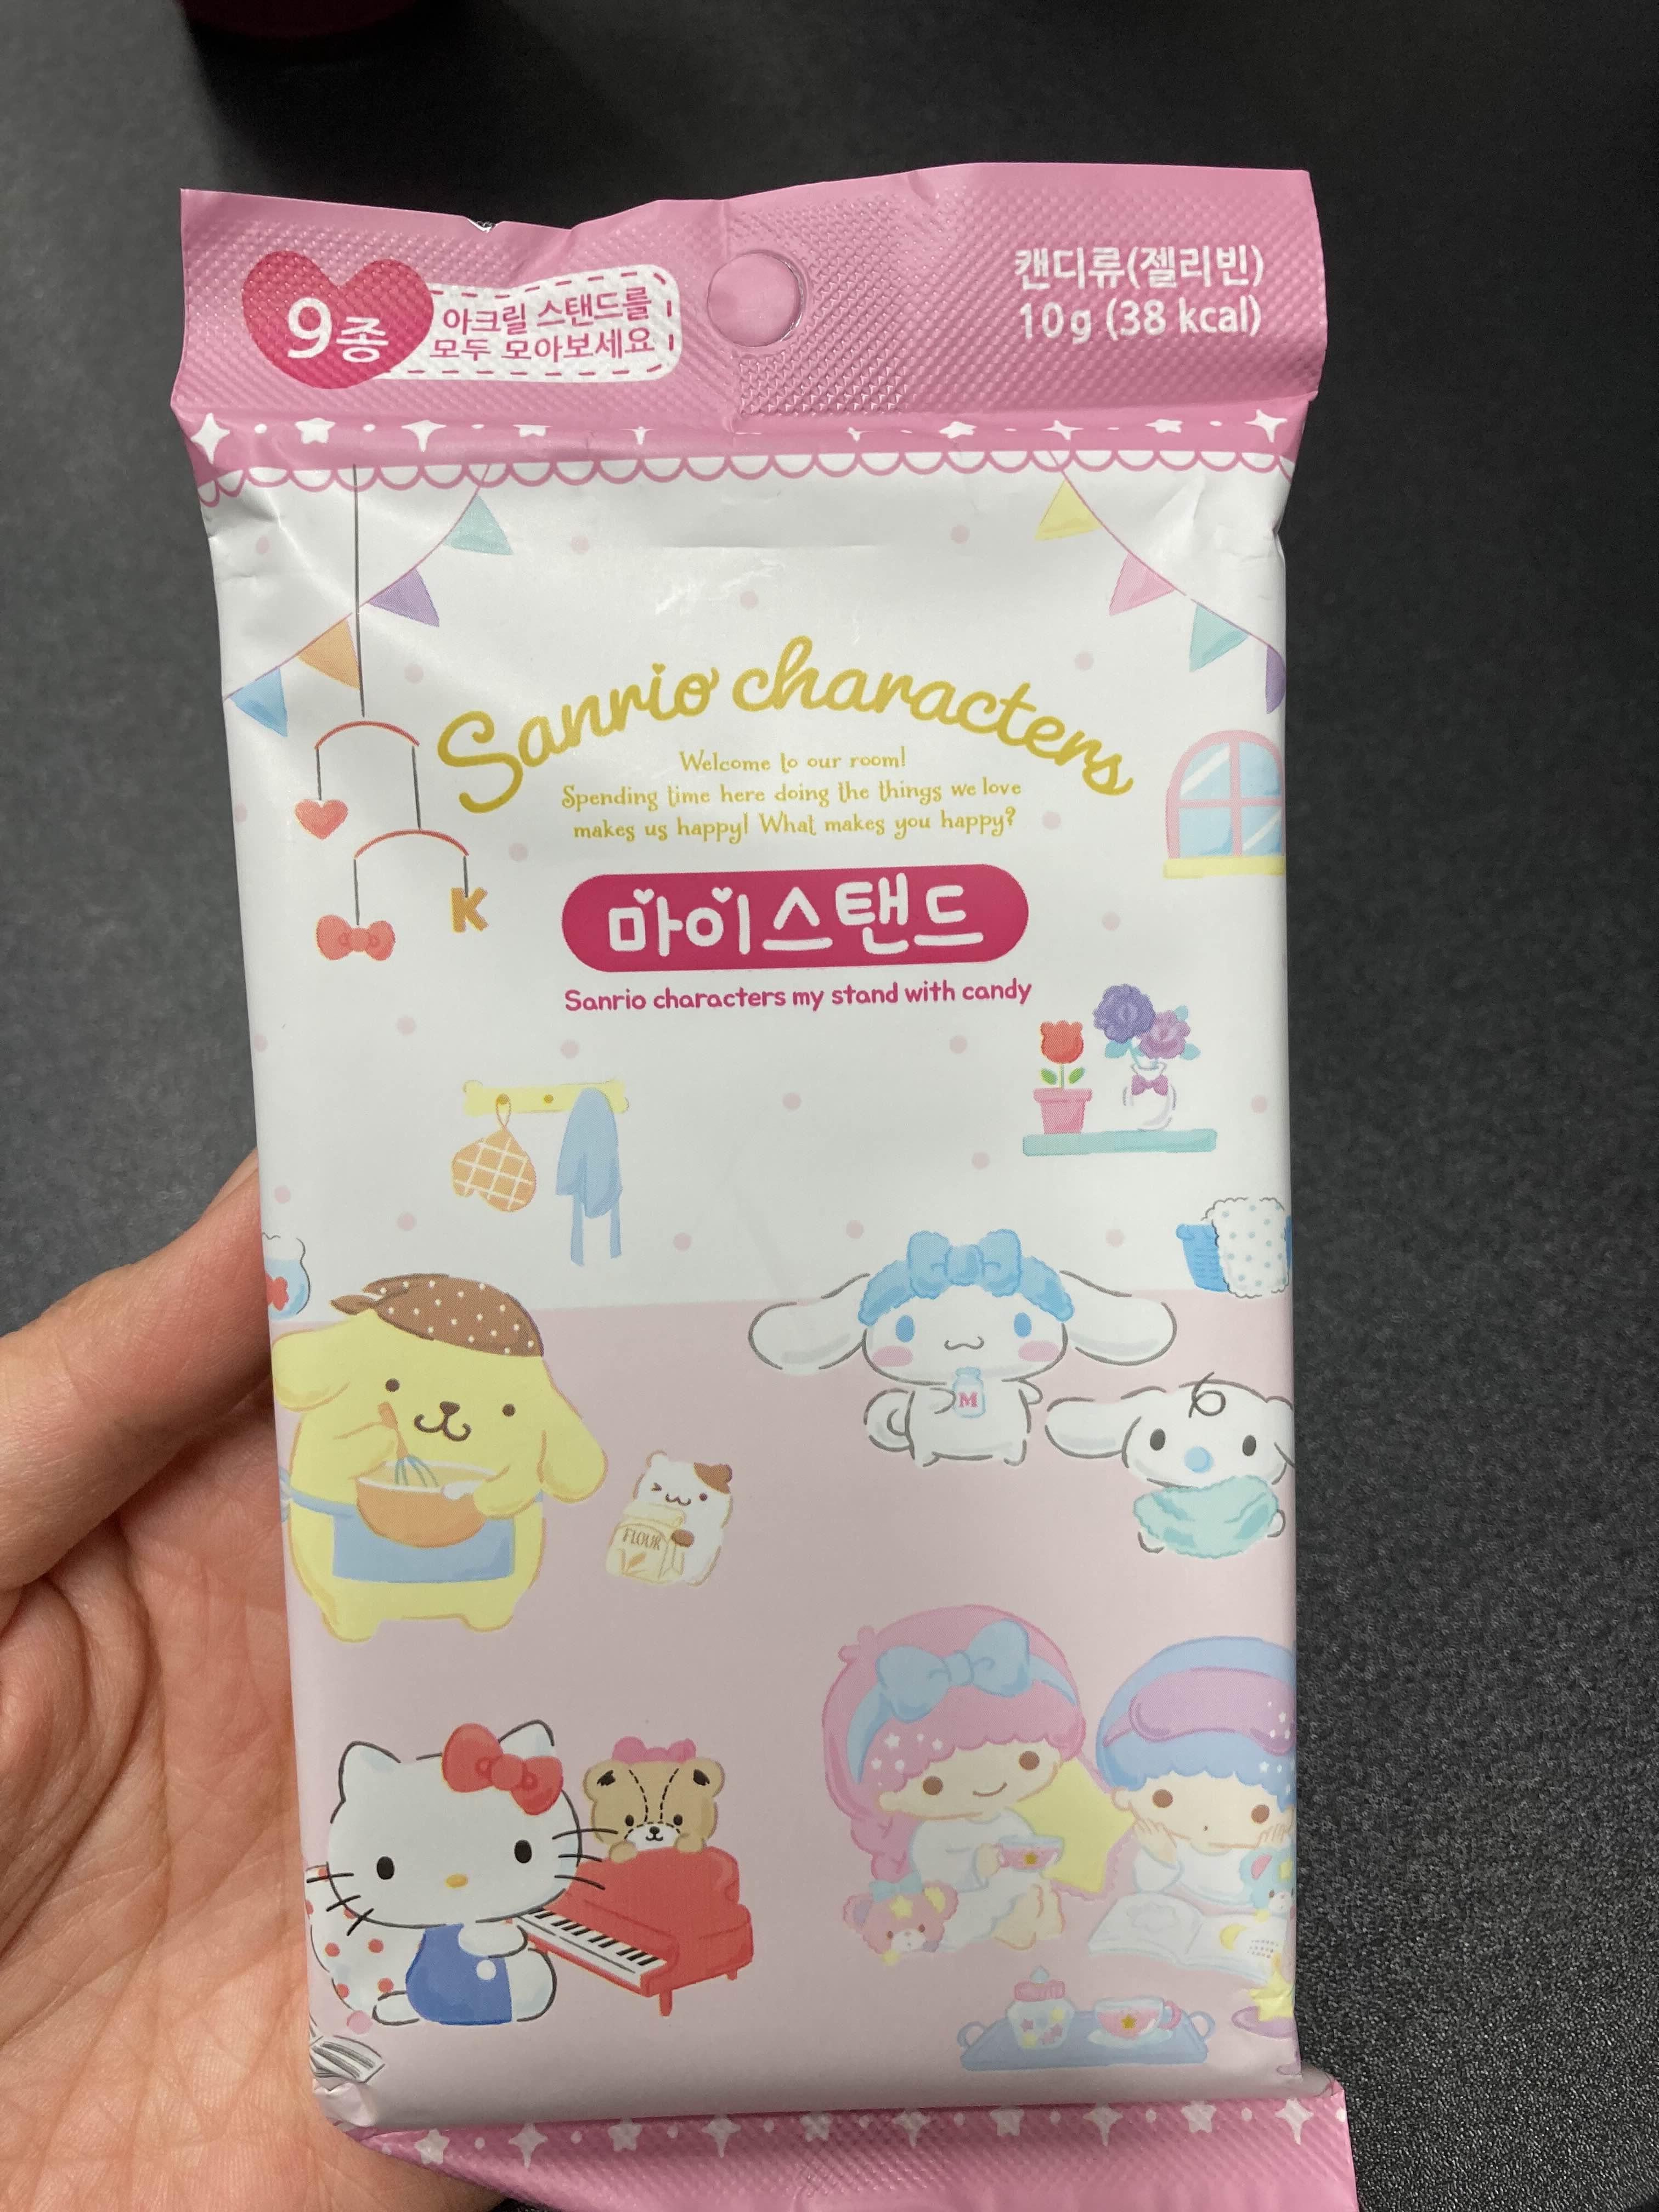 9종
아크릴 스탠드를
모두 모아보세요
캔디류(젤리빈)
10g (38 kcal)
Sanrio characters
Welcome to our room!
Spending time here doing the things we love
makes us happy! What makes you happy?
K
마이스탠드
Sanrio characters my stand with candy
M
FLOUR